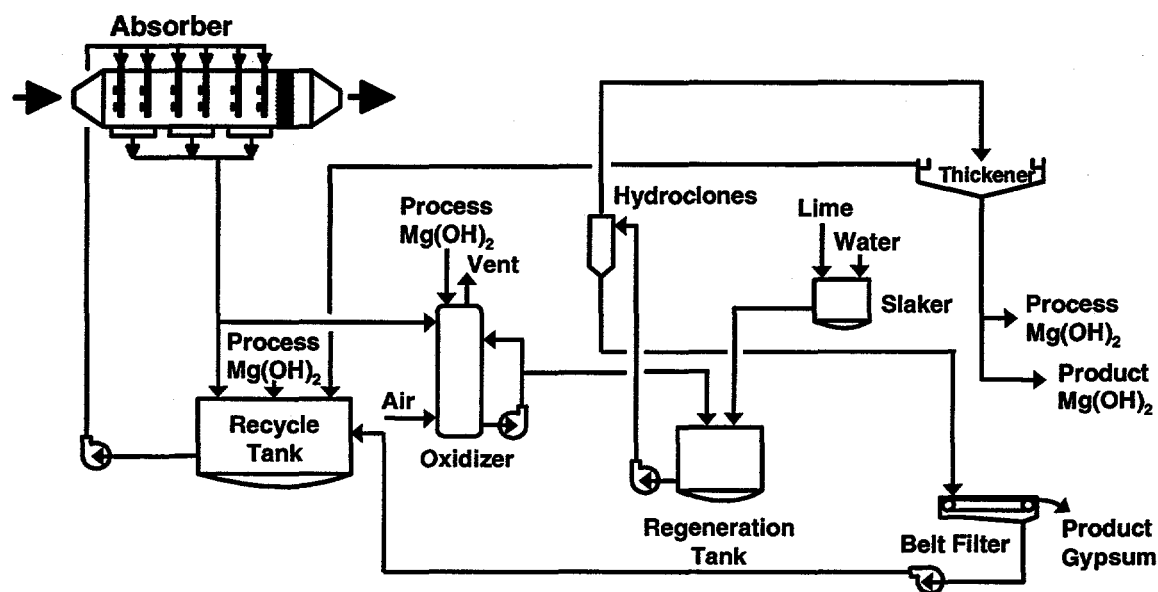 Absorber
Thickener
Hydroclones
Process
Mg(OH)2
Vent
Lime
Water
Slaker
Process
Mg(OH)2
Process
Mg(OH)2
Product
Mg(OH)2
Air
Recycle
Tank
Oxidizer
Regeneration
Tank
Belt Filter
Product
Gypsum